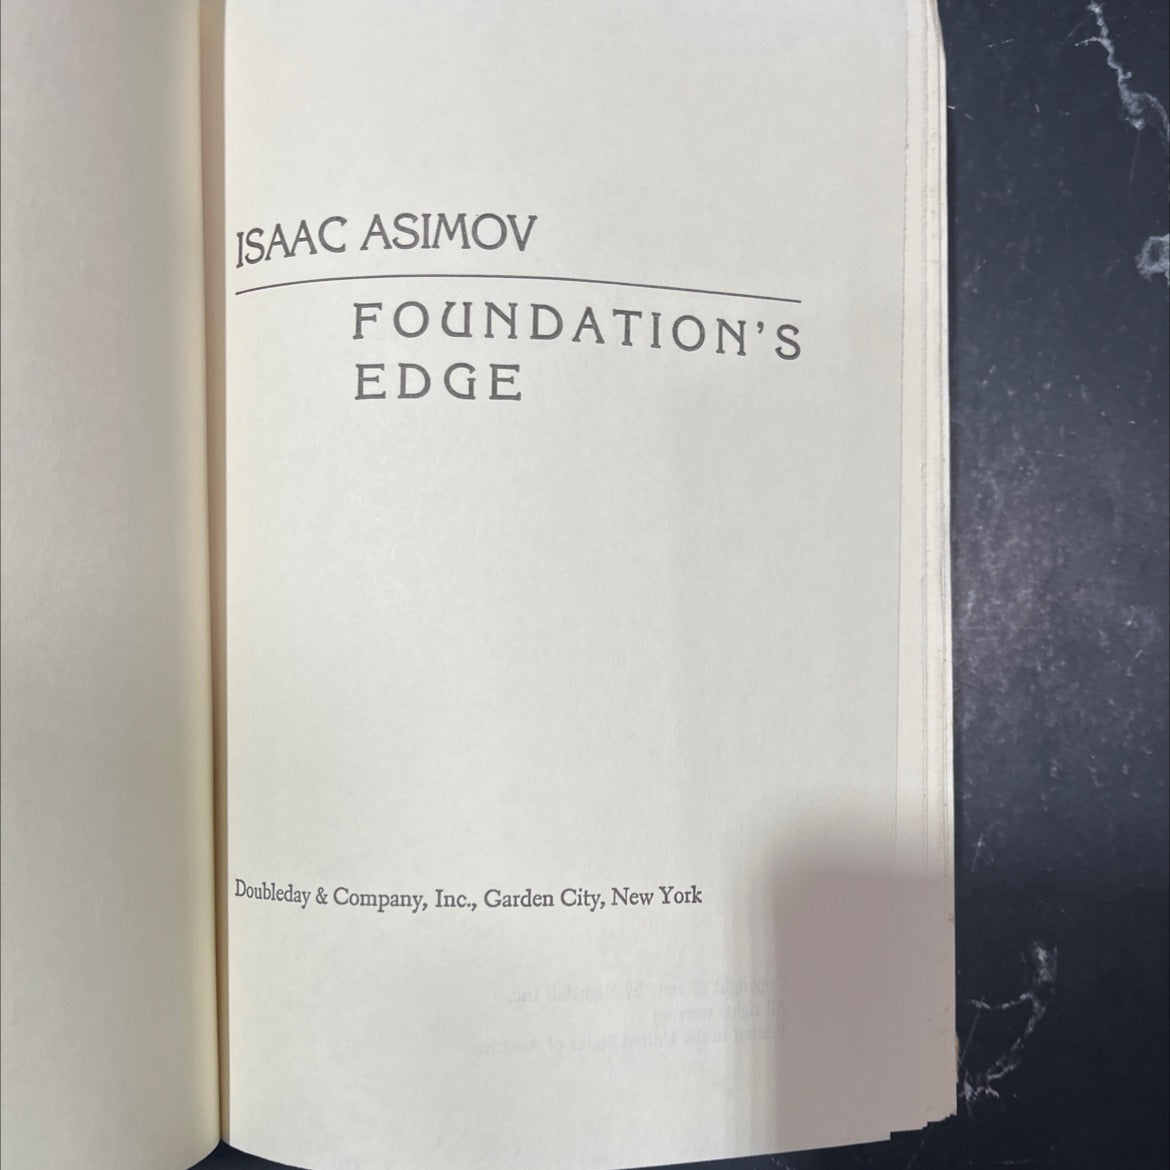 ISAAC ASIMOV
FOUNDATION'S
EDGE
Doubleday & Company, Inc., Garden City, New York